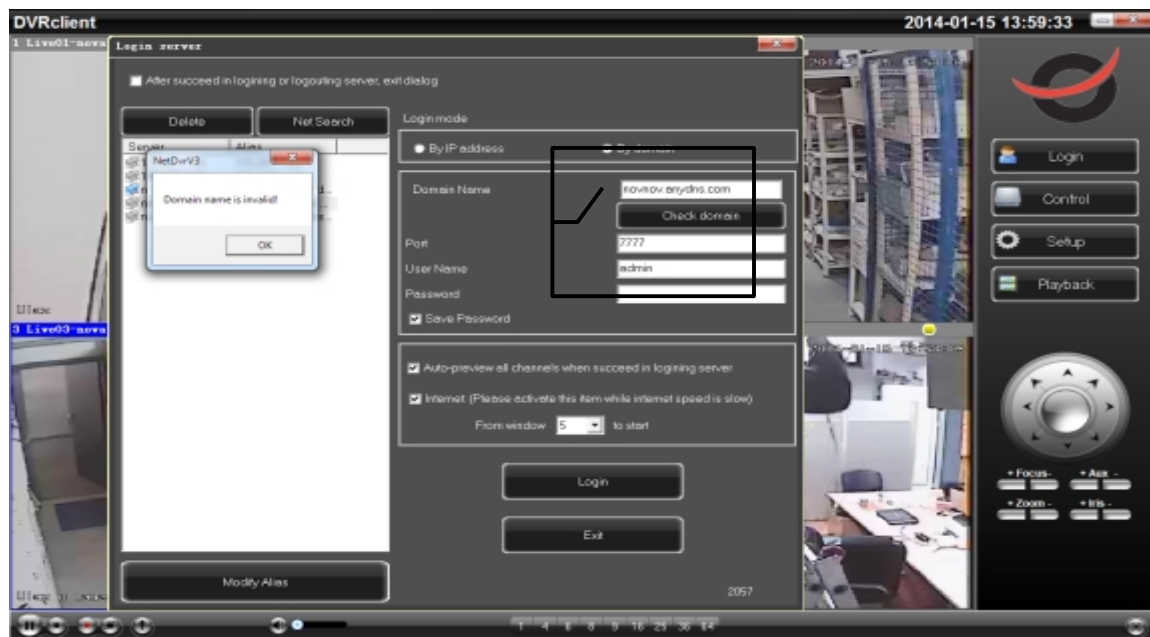 DVRclient
2014-01-15 13:59:33
Login server
After succeed in logining or logouting server, exit dialog
Delete
Net Search
Server
Alias
NetDvrV3
Domain name is invalid!
OK
Login mode
By IP address
By domain
Domain Name
novnov.anydns.com
Check domain
Port
7777
User Name
admin
Password
Save Password
Auto-preview all channels when succeed in logining server
Internet (Please activate this item while internet speed is slow)
From window 5 to start
Login
Exit
Modify Alias
2057
Login
Control
Setup
Playback
+ Focus -
+ Aux -
+ Zoom -
+ Iris -
1 4 6 8 9 16 25 36 64